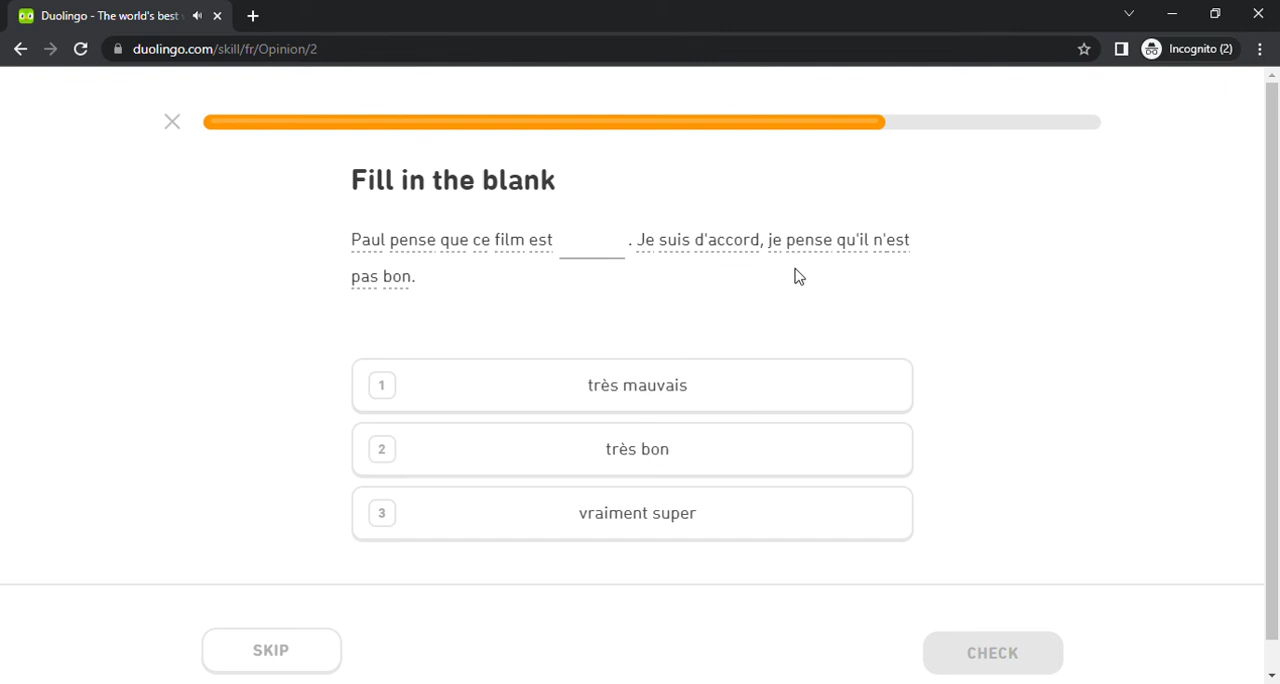 Duolingo - The world's best
duolingo.com/skill/fr/Opinion/2
Incognito (2)
Fill in the blank
Paul pense que ce film est ______ . Je suis d'accord, je pense qu'il n'est
pas bon.
1 très mauvais
2 très bon
3 vraiment super
SKIP
CHECK